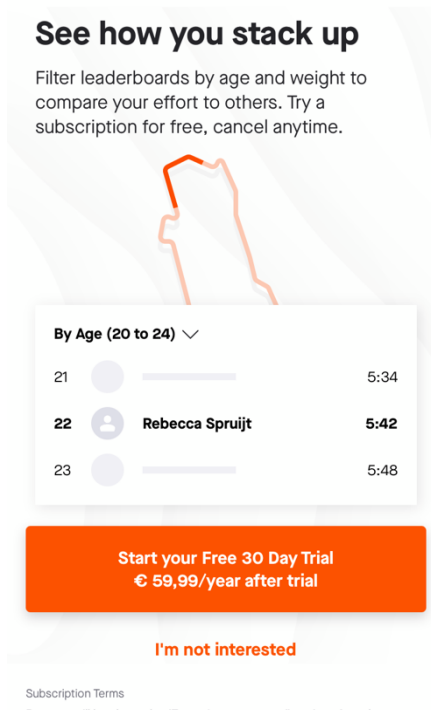 See how you stack up
Filter leaderboards by age and weight to
compare your effort to others. Try a
subscription for free, cancel anytime.
By Age (20 to 24)
21 5:34
22 Rebecca Spruijt 5:42
23 5:48
Start your Free 30 Day Trial
€ 59,99/year after trial
I'm not interested
Subscription Terms